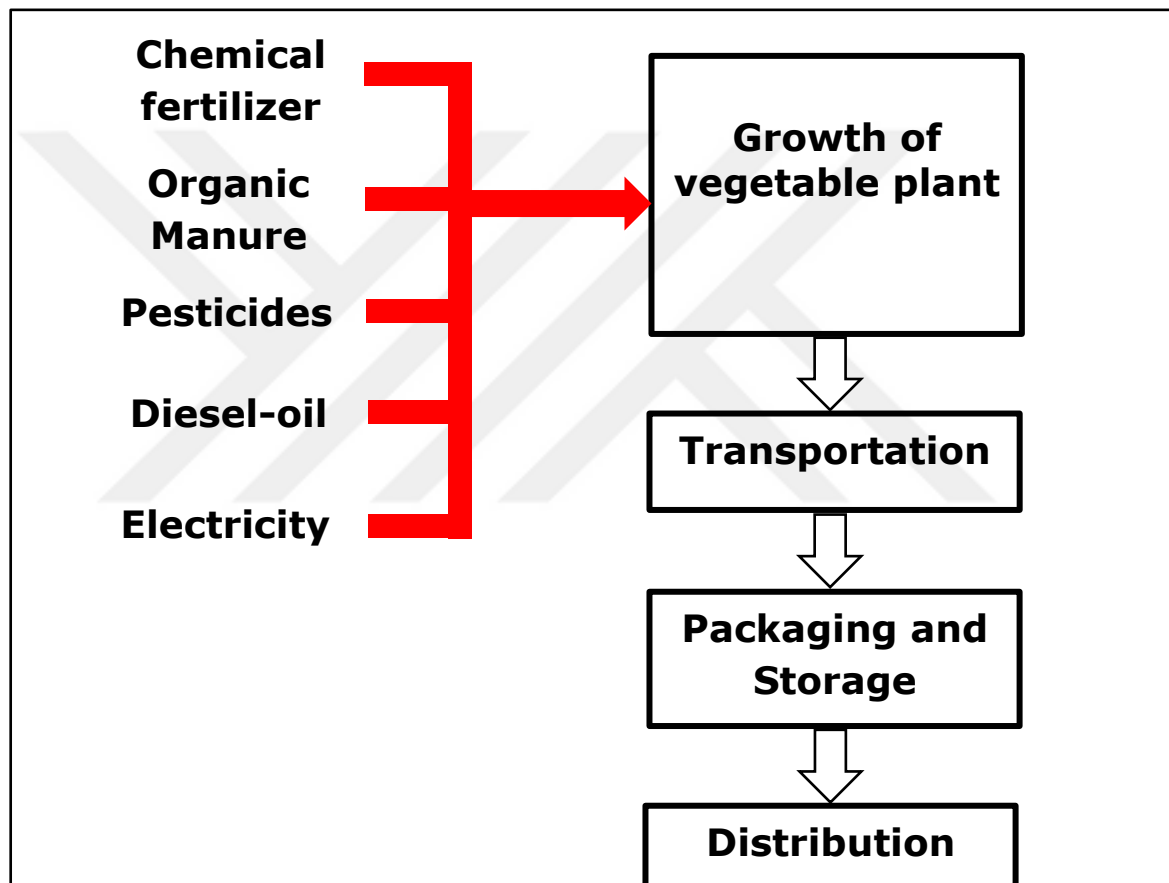 Chemical
fertilizer
Organic
Manure
Pesticides
Diesel-oil
Electricity
Growth of
vegetable plant
Transportation
Packaging and
Storage
Distribution